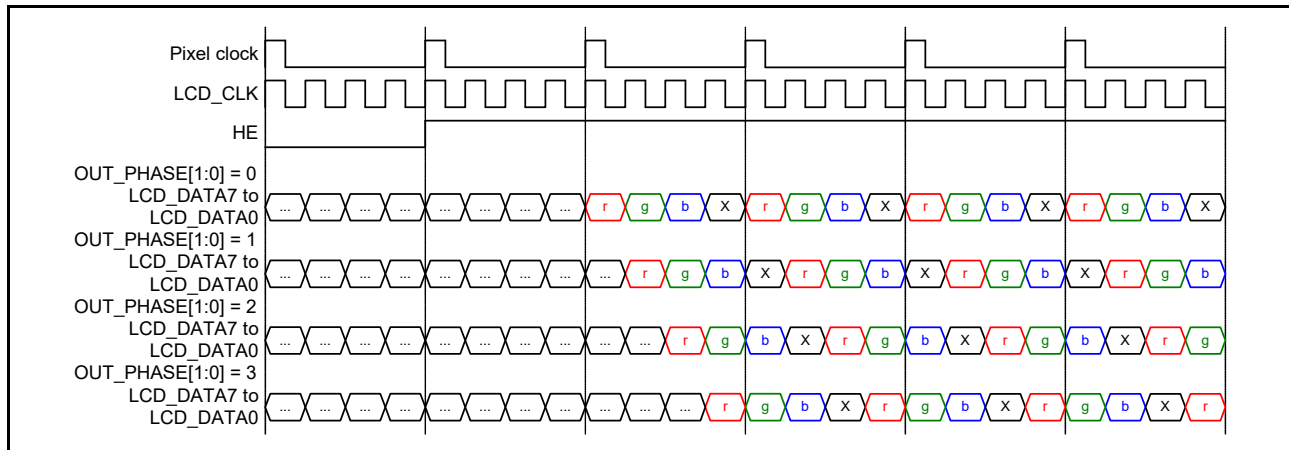 Pixel clock
LCD_CLK
HE
OUT_PHASE[1:0] = 0
LCD_DATA7 to
LCD_DATA0
... ... ... ... ... ... ... ... r g b X r g b X r g b X r g b X
OUT_PHASE[1:0] = 1
LCD_DATA7 to
LCD_DATA0
... ... ... ... ... ... ... ... ... r g b X r g b X r g b X r g b
OUT_PHASE[1:0] = 2
LCD_DATA7 to
LCD_DATA0
... ... ... ... ... ... ... ... ... ... r g b X r g b X r g b X r g
OUT_PHASE[1:0] = 3
LCD_DATA7 to
LCD_DATA0
... ... ... ... ... ... ... ... ... ... ... r g b X r g b X r g b X r